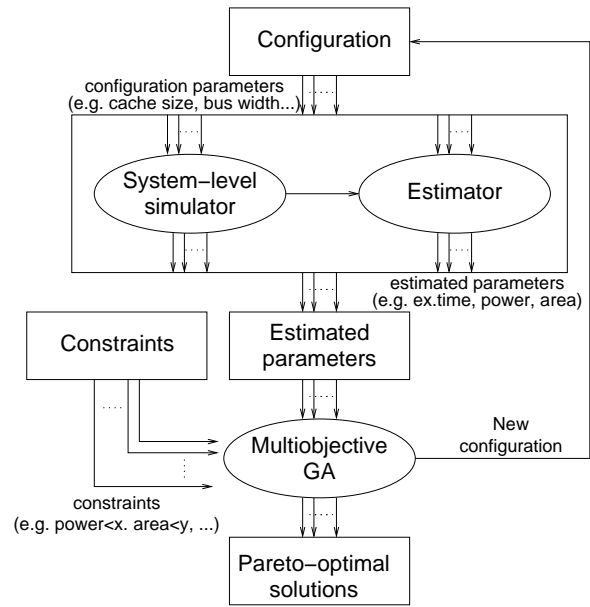 Configuration
configuration parameters
(e.g. cache size, bus width...)
System-level
simulator
Estimator
estimated parameters
(e.g. ex.time, power, area)
Constraints
Estimated
parameters
New
configuration
Multiobjective
GA
constraints
(e.g. power<x. area<y, ...)
Pareto-optimal
solutions